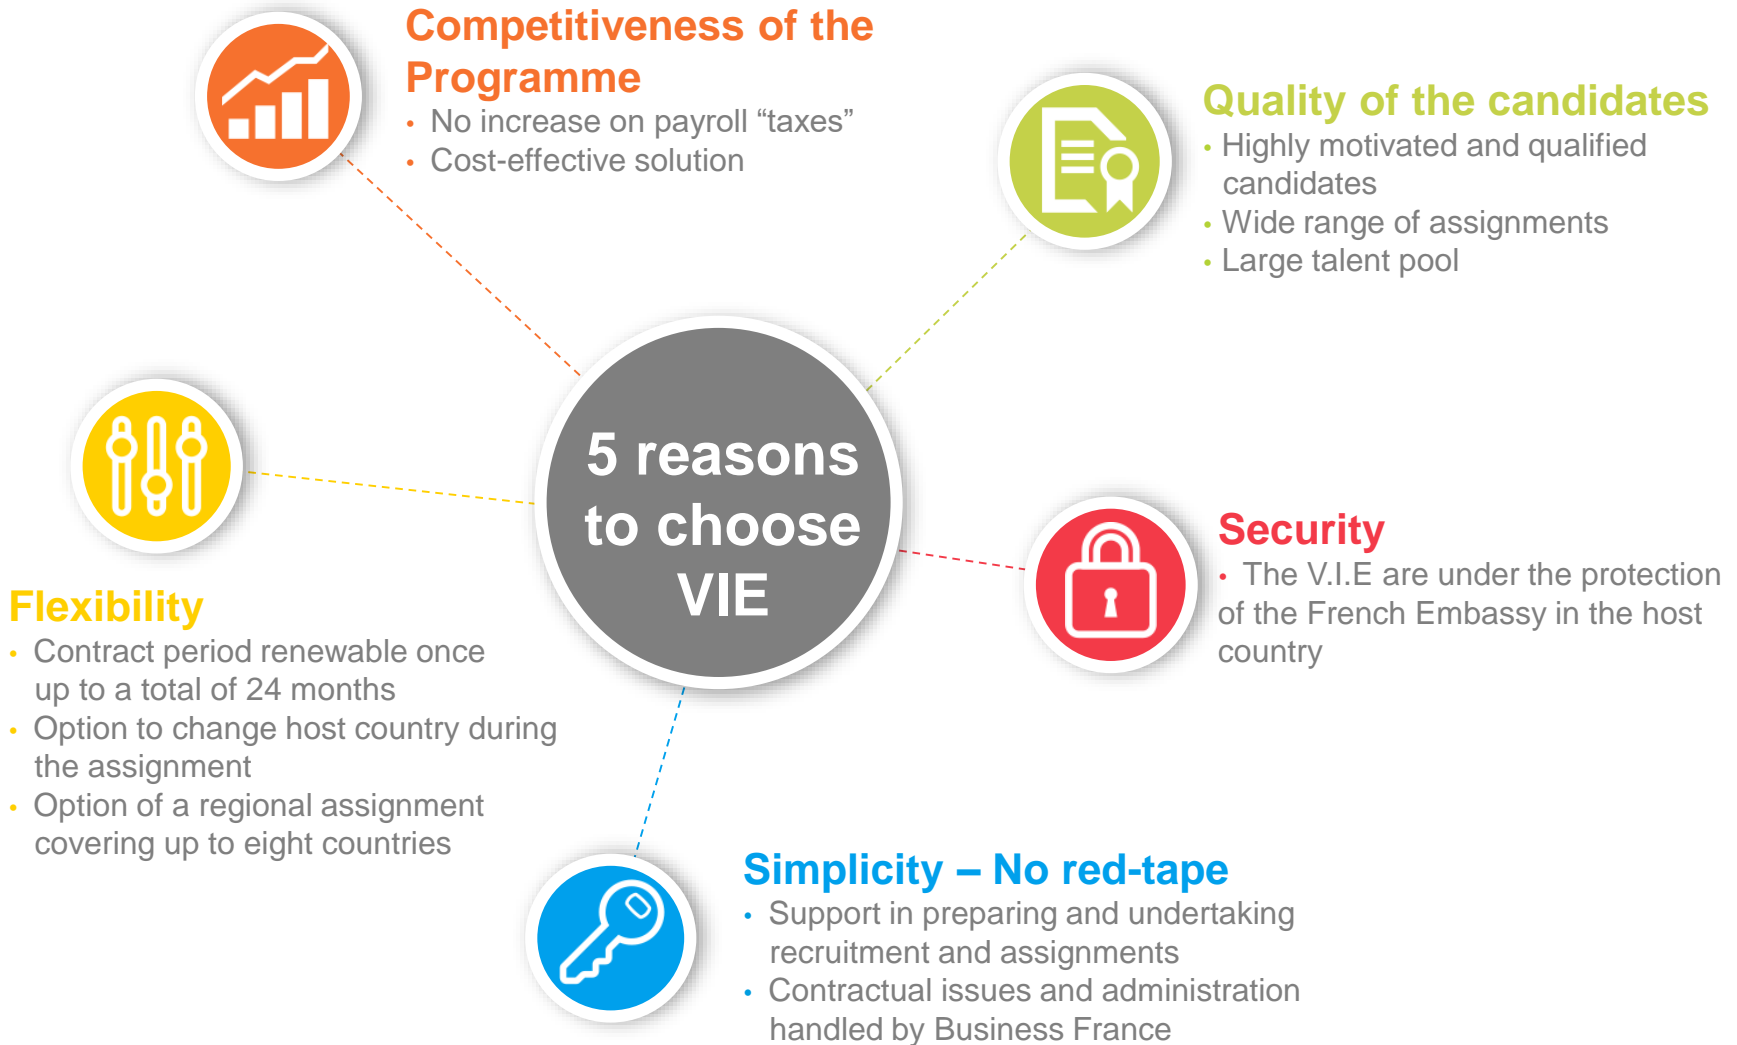 Competitiveness of the
Programme
• No increase on payroll “taxes”
• Cost-effective solution
Quality of the candidates
• Highly motivated and qualified
candidates
• Wide range of assignments
• Large talent pool
5 reasons
to choose
VIE
Security
• The V.I.E are under the protection
of the French Embassy in the host
country
Flexibility
• Contract period renewable once
up to a total of 24 months
• Option to change host country during
the assignment
• Option of a regional assignment
covering up to eight countries
Simplicity – No red-tape
• Support in preparing and undertaking
recruitment and assignments
• Contractual issues and administration
handled by Business France